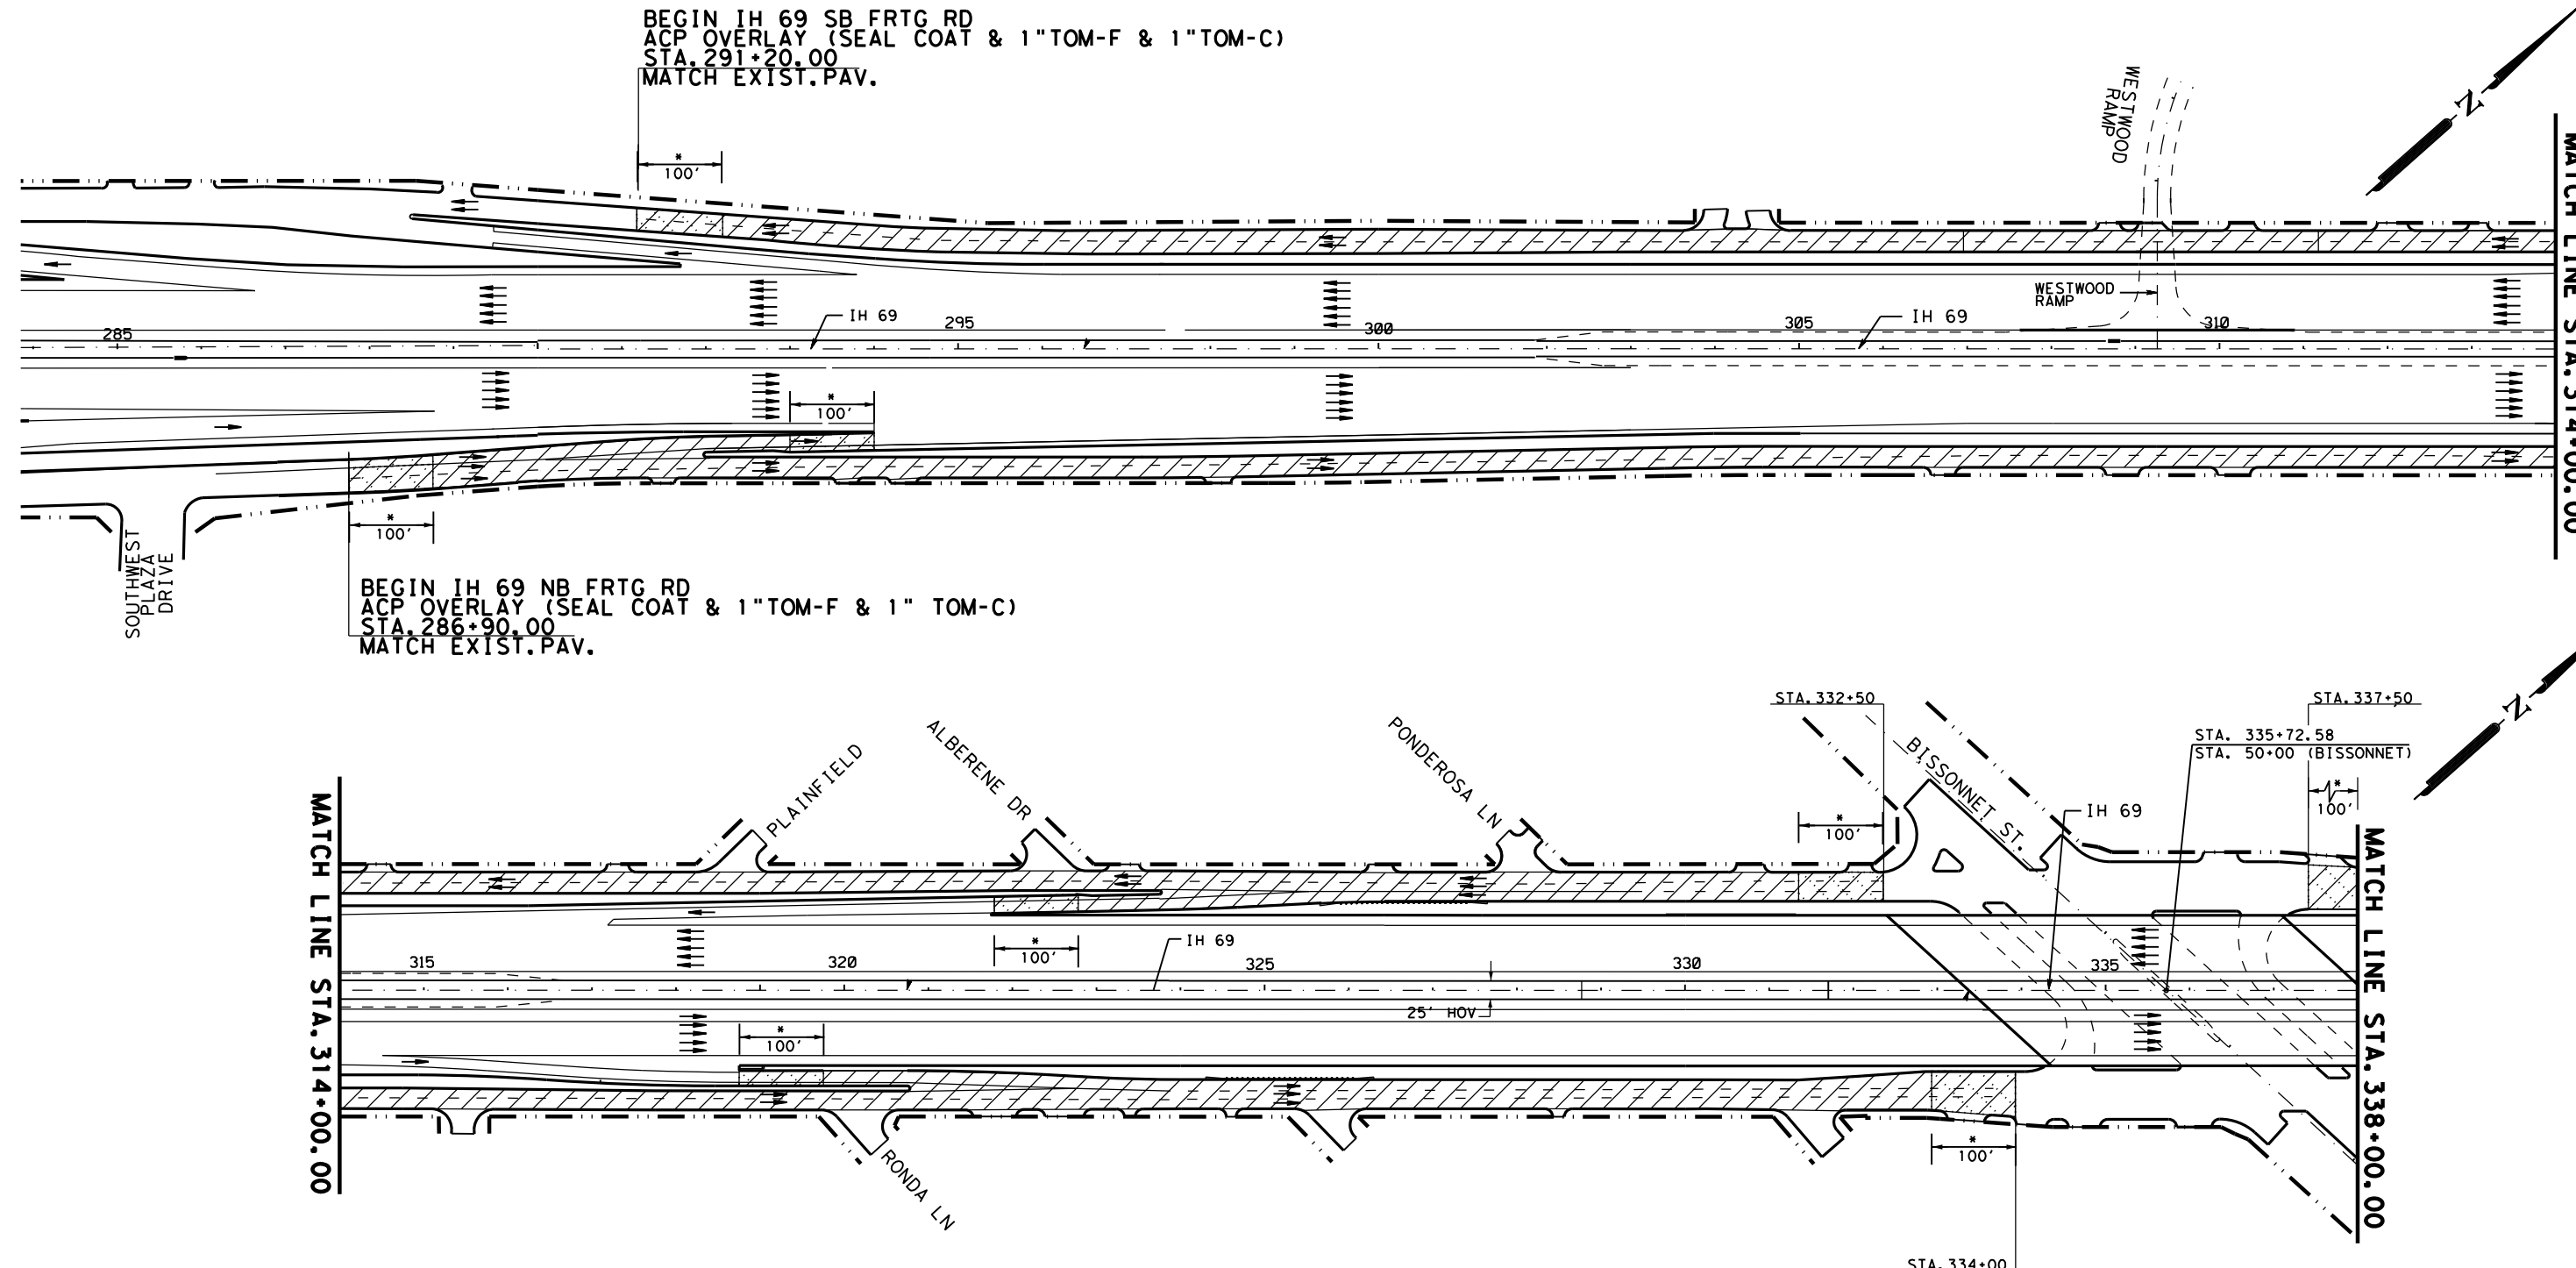 BEGIN IH 69 SB FRTG RD
ACP OVERLAY (SEAL COAT & 1"TOM-F & 1"TOM-C)
STA.291+20.00
MATCH EXIST.PAV.
WESTWOOD
RAMP
N
MATCH LINE STA.314+00.00
*
100'
WESTWOOD
RAMP
285
IH 69
295
300
305
IH 69
310
*
100'
*
100'
SOUTHWEST
PLAZA
DRIVE
BEGIN IH 69 NB FRTG RD
ACP OVERLAY (SEAL COAT & 1"TOM-F & 1" TOM-C)
STA.286+90.00
MATCH EXIST.PAV.
STA.332+50
STA.337+50
N
STA. 335+72.58
STA. 50+00 (BISSONNET)
MATCH LINE STA.314+00.00
PLAINFIELD
ALBERENE DR
PONDEROSA LN
BISSONNET ST.
*
100'
IH 69
*
100'
MATCH LINE STA.338+00.00
*
100'
IH 69
315
320
325
330
335
25' HOV
*
100'
*
100'
RONDA LN
STA.334+00